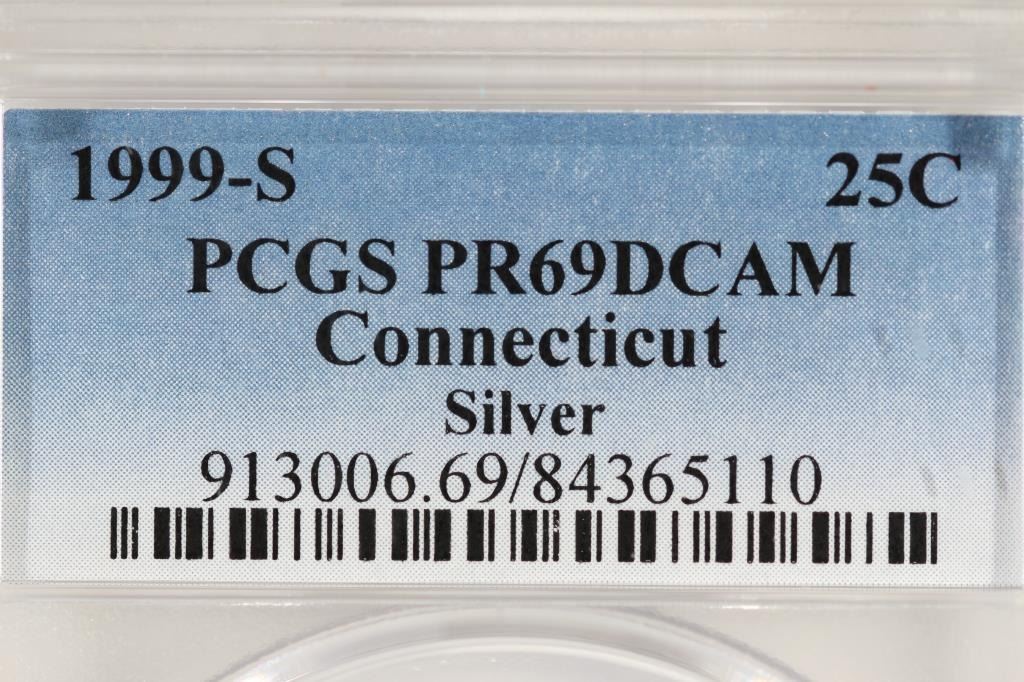 1999-S 25C
PCGS PR69DCAM
Connecticut
Silver
913006.69/84365110